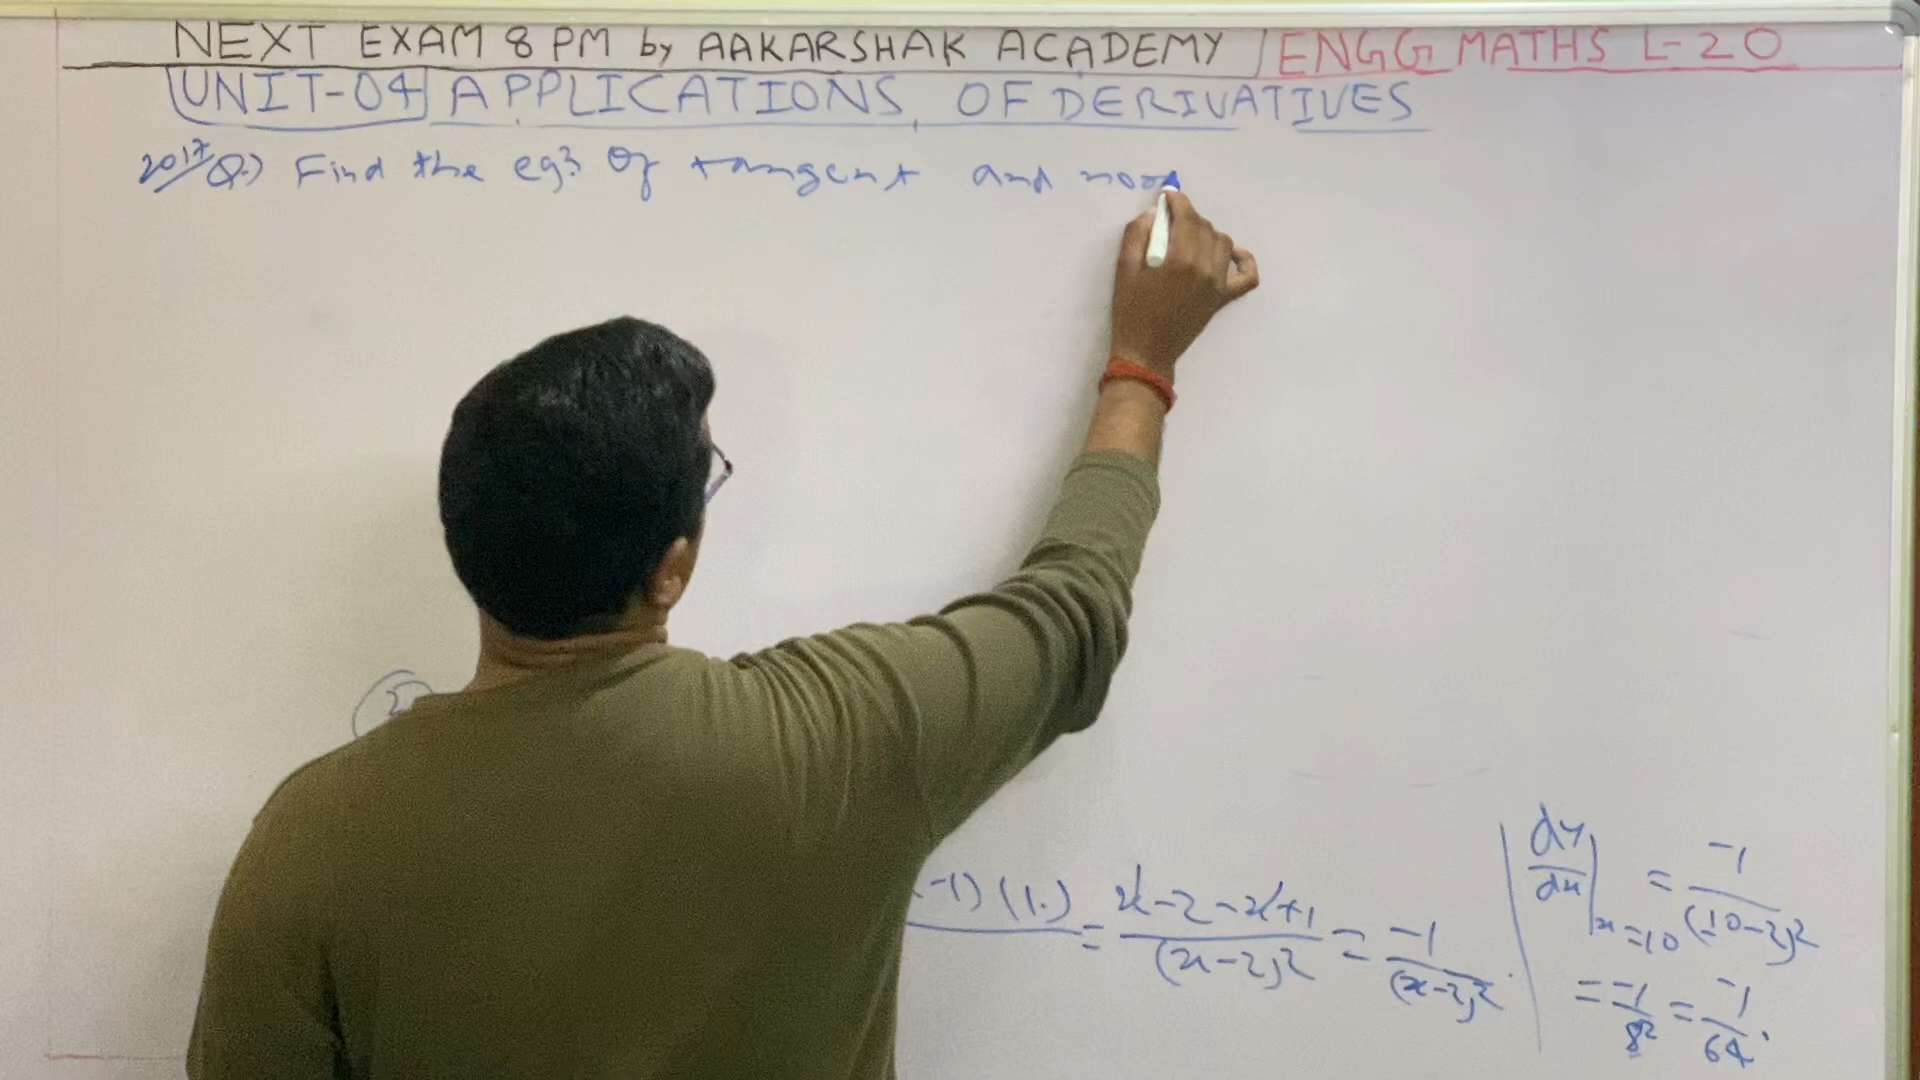 NEXT EXAM 8 PM by AAKARSHAK ACADEMY ENGG MATHS L-20
UNIT-04 APPLICATIONS OF DERIVATIVES
2017 Q.) Find the eqn of tangent and nor
2
-1) (1.) = x-2-x+1 / (x-2)² = -1 / (x-2)²
dy/dx | x=10 = -1 / (10-2)²
= -1/8² = -1/64.